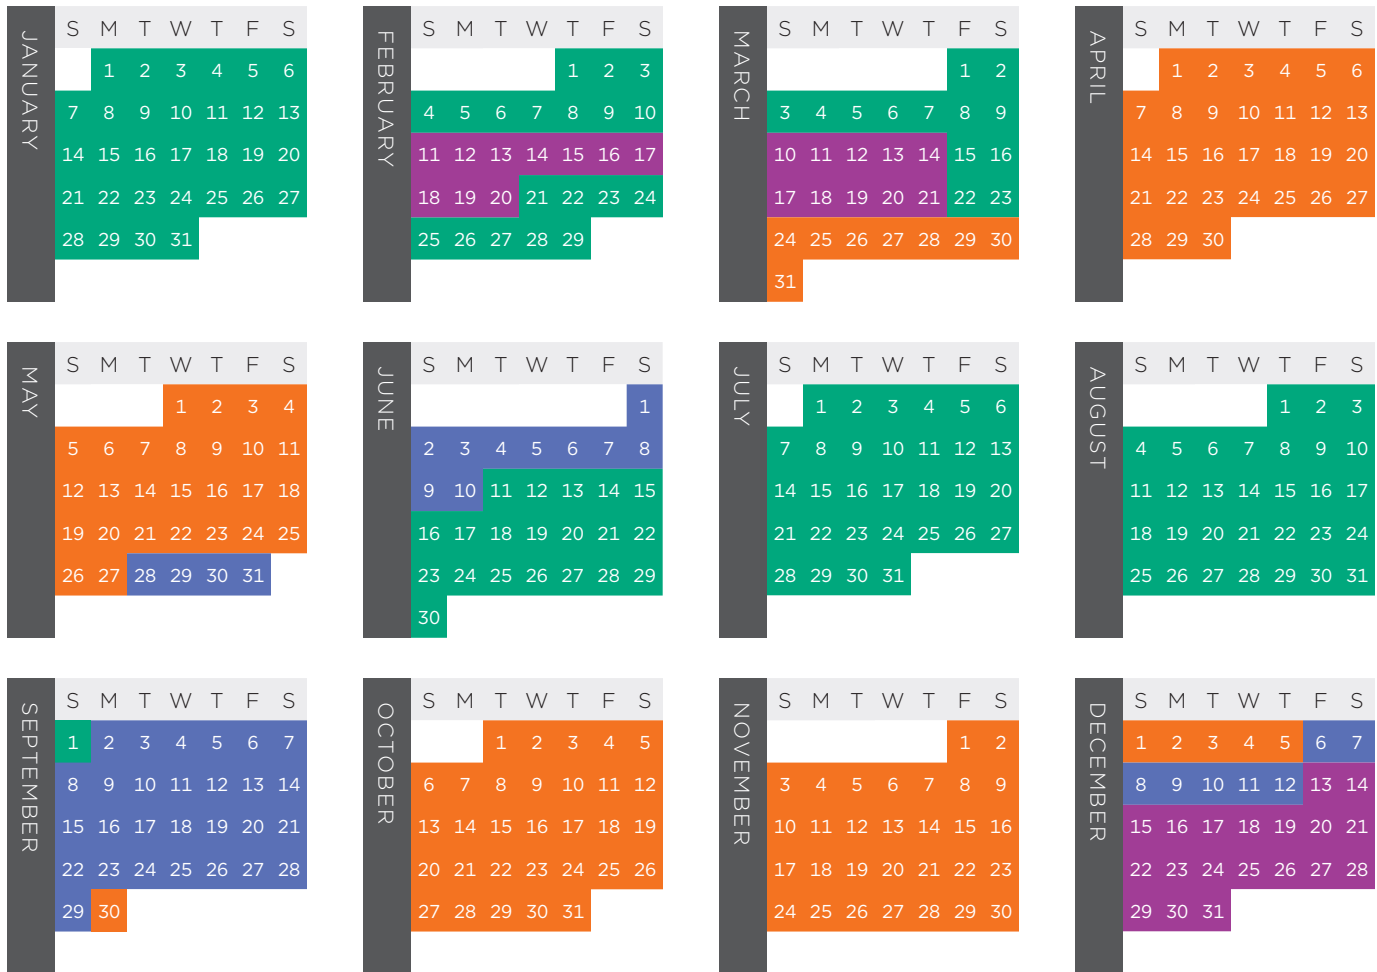 JANUARY
S M T W T F S
1 2 3 4 5 6
7 8 9 10 11 12 13
14 15 16 17 18 19 20
21 22 23 24 25 26 27
28 29 30 31
FEBRUARY
S M T W T F S
1 2 3
4 5 6 7 8 9 10
11 12 13 14 15 16 17
18 19 20 21 22 23 24
25 26 27 28 29
MARCH
S M T W T F S
1 2
3 4 5 6 7 8 9
10 11 12 13 14 15 16
17 18 19 20 21 22 23
24 25 26 27 28 29 30
31
APRIL
S M T W T F S
1 2 3 4 5 6
7 8 9 10 11 12 13
14 15 16 17 18 19 20
21 22 23 24 25 26 27
28 29 30
MAY
S M T W T F S
1 2 3 4
5 6 7 8 9 10 11
12 13 14 15 16 17 18
19 20 21 22 23 24 25
26 27 28 29 30 31
JUNE
S M T W T F S
1
2 3 4 5 6 7 8
9 10 11 12 13 14 15
16 17 18 19 20 21 22
23 24 25 26 27 28 29
30
JULY
S M T W T F S
1 2 3 4 5 6
7 8 9 10 11 12 13
14 15 16 17 18 19 20
21 22 23 24 25 26 27
28 29 30 31
AUGUST
S M T W T F S
1 2 3
4 5 6 7 8 9 10
11 12 13 14 15 16 17
18 19 20 21 22 23 24
25 26 27 28 29 30 31
SEPTEMBER
S M T W T F S
1 2 3 4 5 6 7
8 9 10 11 12 13 14
15 16 17 18 19 20 21
22 23 24 25 26 27 28
29 30
OCTOBER
S M T W T F S
1 2 3 4 5
6 7 8 9 10 11 12
13 14 15 16 17 18 19
20 21 22 23 24 25 26
27 28 29 30 31
NOVEMBER
S M T W T F S
1 2
3 4 5 6 7 8 9
10 11 12 13 14 15 16
17 18 19 20 21 22 23
24 25 26 27 28 29 30
DECEMBER
S M T W T F S
1 2 3 4 5 6 7
8 9 10 11 12 13 14
15 16 17 18 19 20 21
22 23 24 25 26 27 28
29 30 31